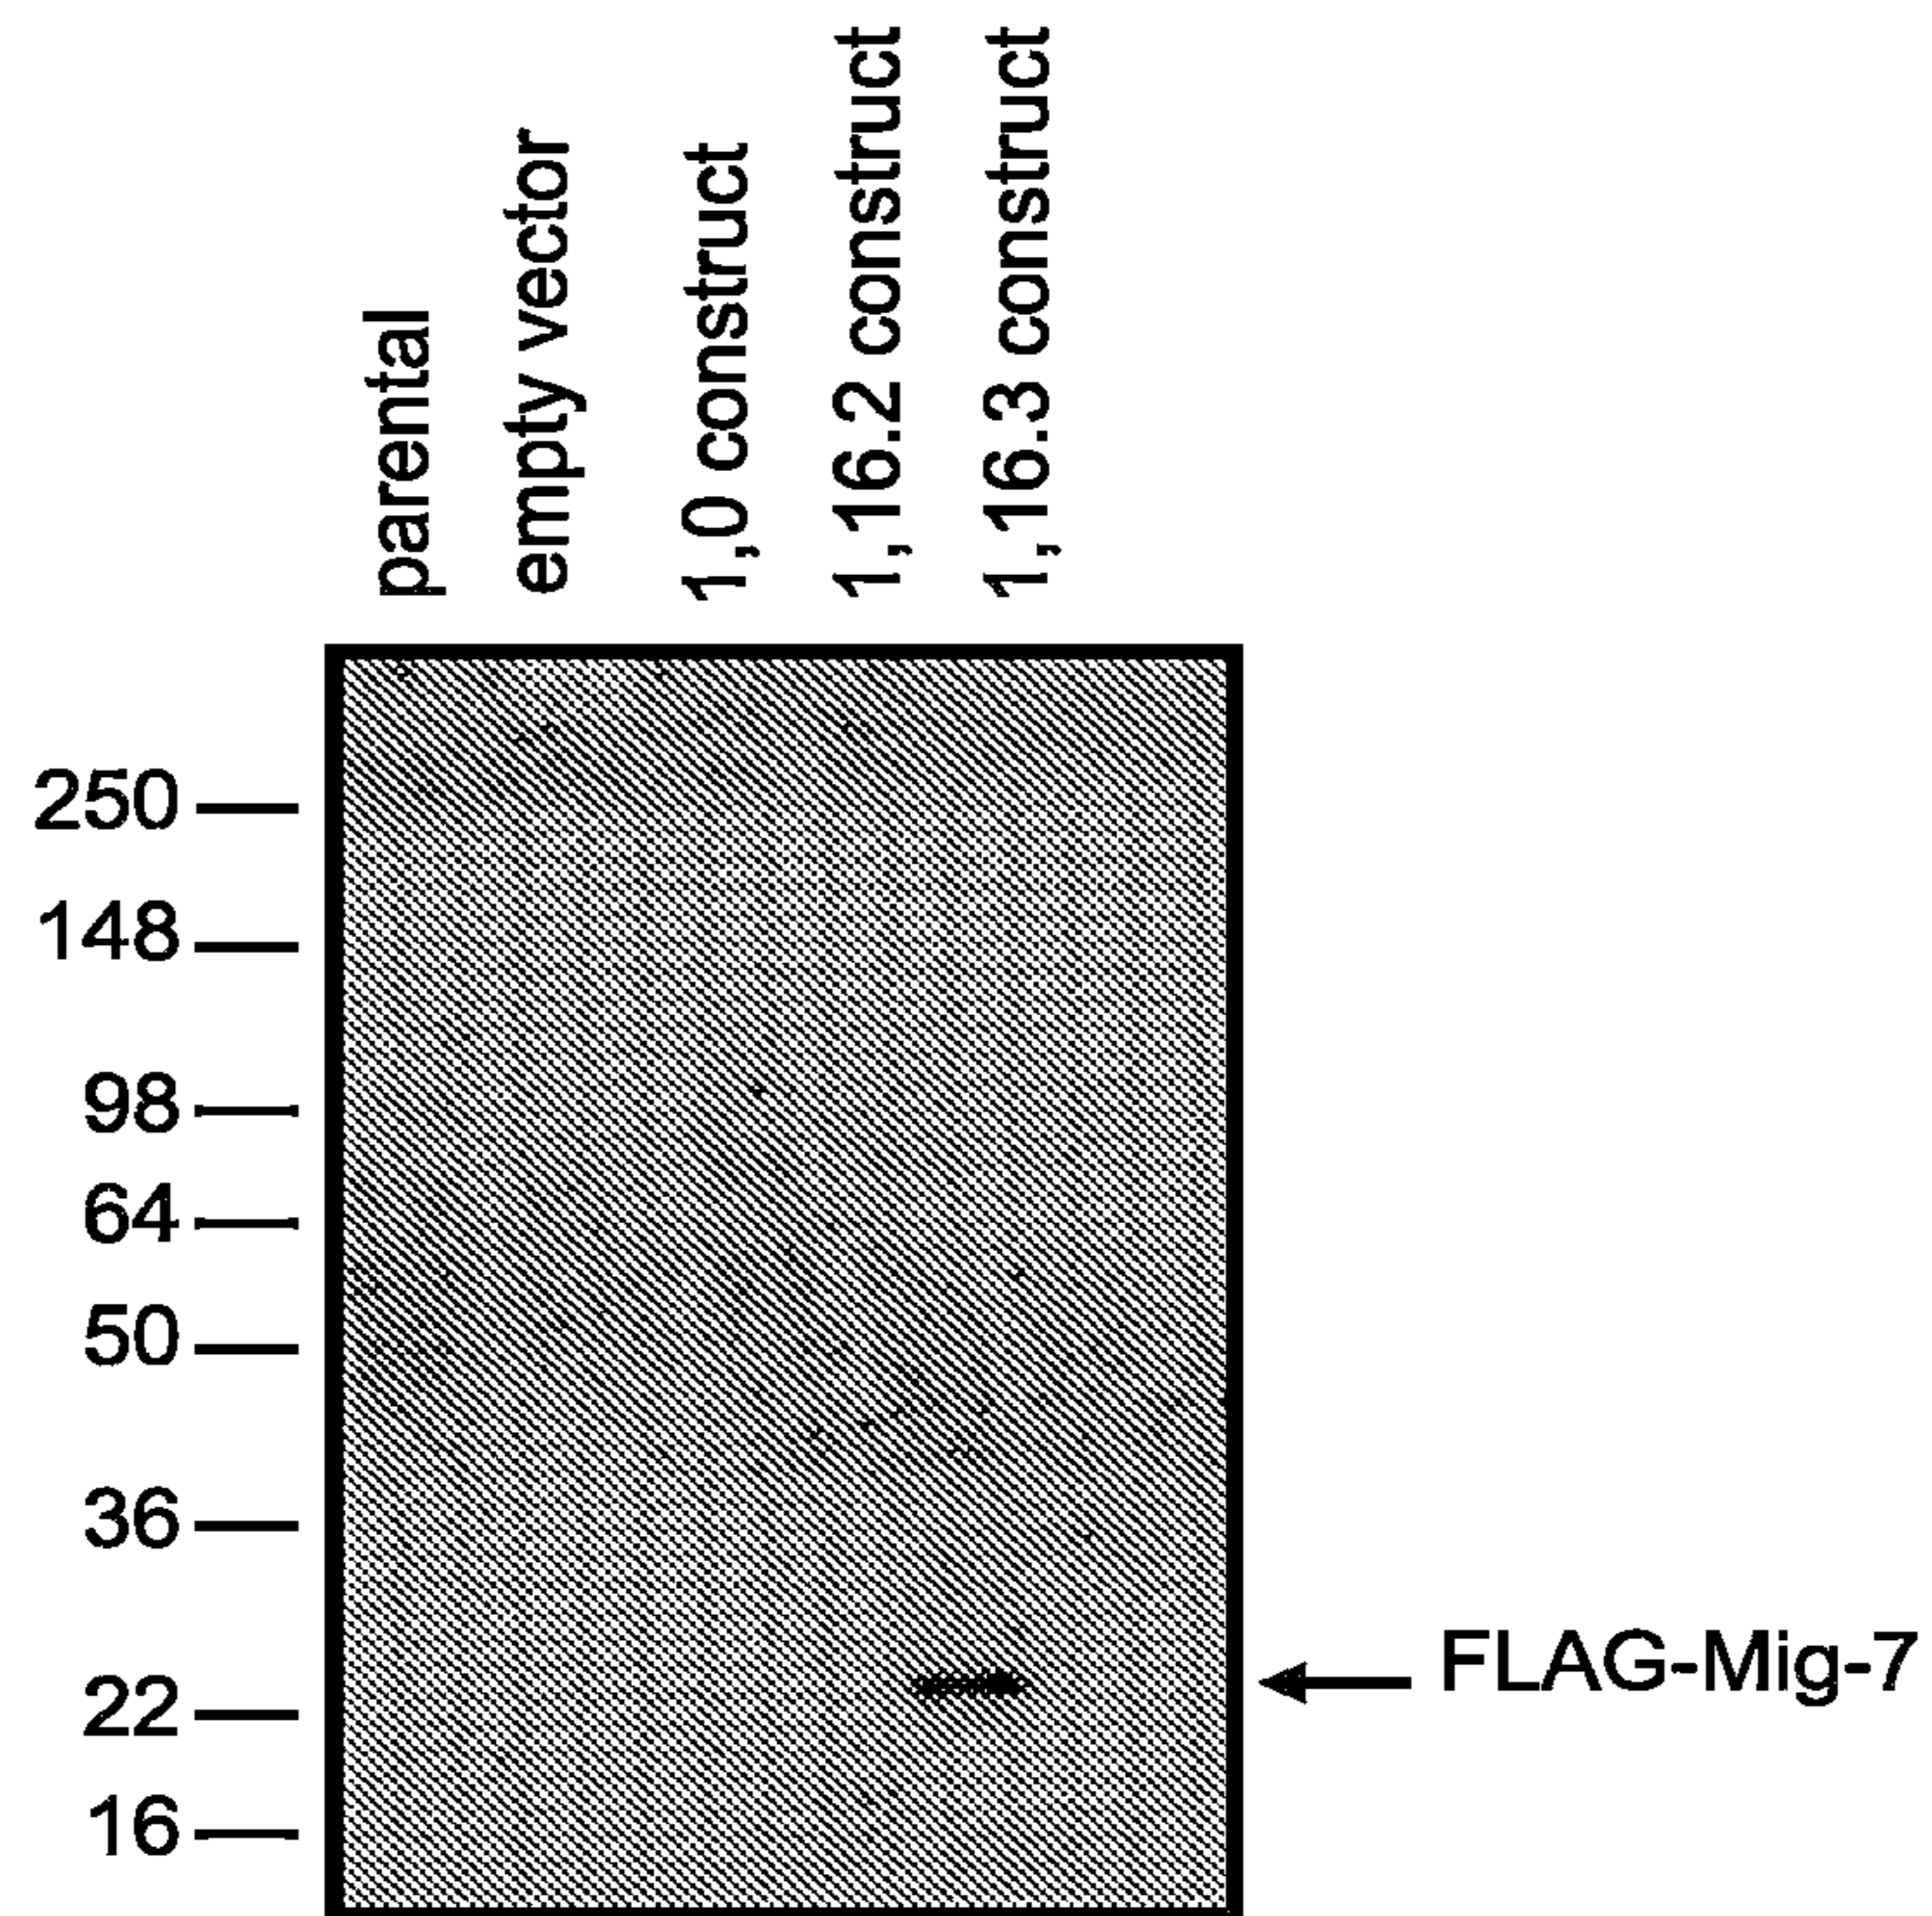 parental
empty vector
1,0 construct
1,16.2 construct
1,16.3 construct
250
148
98
64
50
36
22
16
FLAG-Mig-7